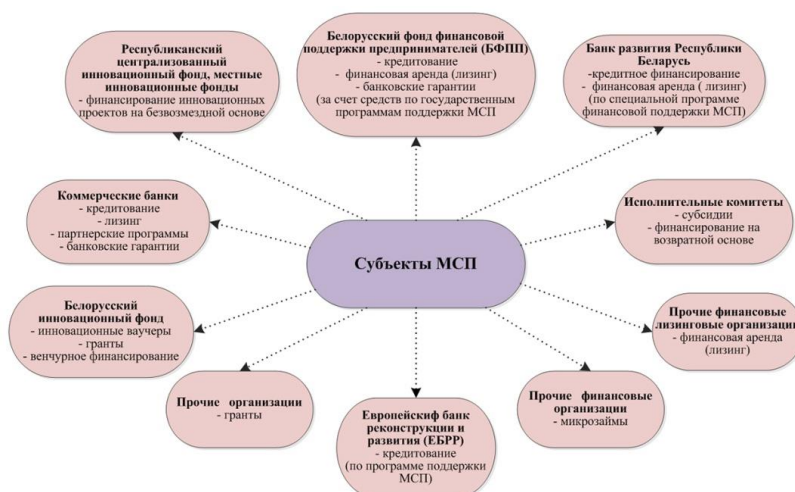 Республиканский
централизованный
инновационный фонд, местные
инновационные фонды
- финансирование инновационных
проектов на безвозмездной основе
Белорусский фонд финансовой
поддержки предпринимателей (БФПП)
- кредитование
- финансовая аренда (лизинг)
- банковские гарантии
(за счет средств по государственным
программам поддержки МСП
Банк развития Республики
Беларусь
-кредитное финансирование
- финансовая аренда ( лизинг)
(по специальной программе
финансовой поддержки МСП)
Коммерческие банки
- кредитование
- лизинг
- партнерские программы
- банковские гарантии
Субъекты МСП
Исполнительные комитеты
- субсидии
- финансирование на
возвратной основе
Белорусский
инновационный фонд
- инновационные ваучеры
- гранты
- венчурное финансирование
Прочие финансовые
лизинговые организации
- финансовая аренда
(лизинг)
Прочие организации
- гранты
Европейскиф банк
реконструкции и
развития (ЕБРР)
- кредитование
(по программе поддержки
МСП)
Прочие финансовые
организации
- микрозаймы